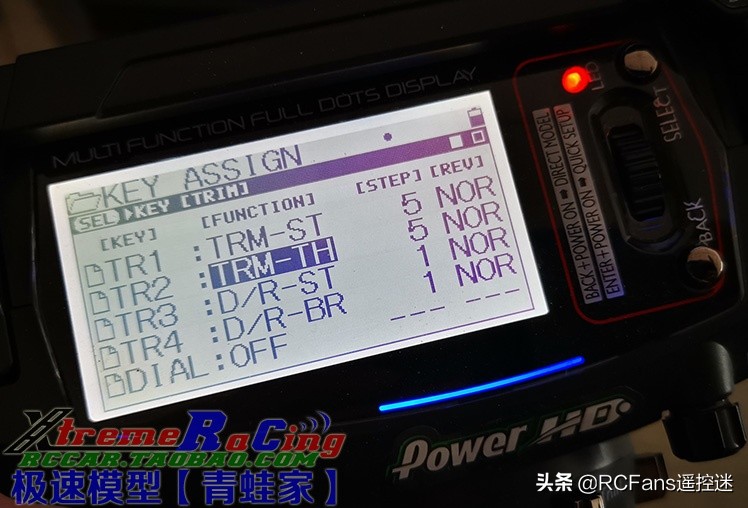 MULTI FUNCTION FULL DOTS DISPLAY
KEY ASSIGN
SEL KEY [TRIM]
[KEY] [FUNCTION] [STEP] [REV]
TR1 :TRM-ST 5 NOR
TR2 :TRM-TH 5 NOR
TR3 :D/R-ST 1 NOR
TR4 :D/R-BR 1 NOR
DIAL:OFF --- ---
LED
SELECT
BACK
BACK+POWER ON ➡ DIRECT MODEL
ENTER+POWER ON ➡ QUICK SETUP
Power HD
XtremeRaCing
RCCAR.TAOBAO.COM
极速模型【青蛙家】
头条 @RCFans遥控迷